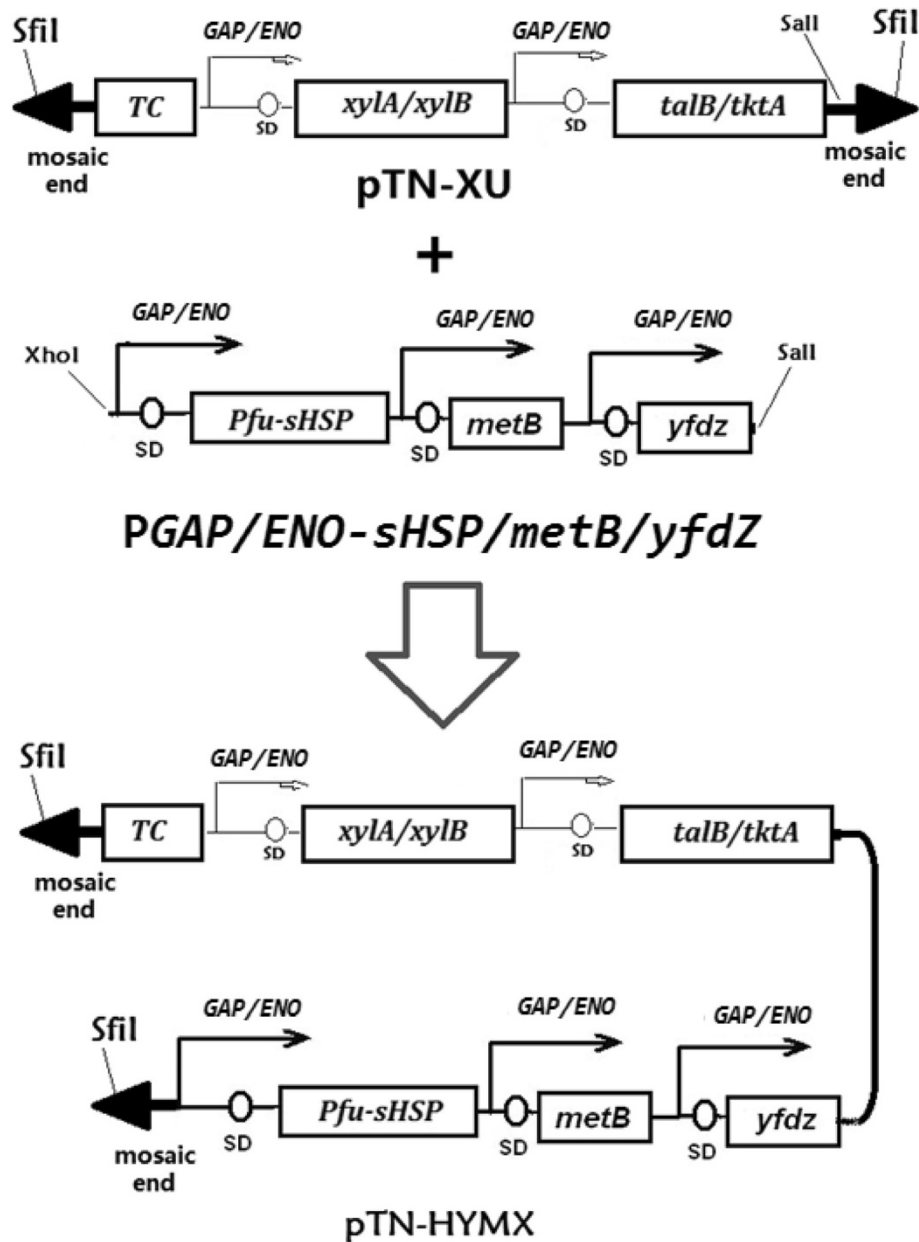 SfiI GAP/ENO GAP/ENO SalI SfiI
TC SD xylA/xylB SD talB/tktA
mosaic end
mosaic end
pTN-XU
+
GAP/ENO GAP/ENO GAP/ENO
XhoI SalI
Pfu-sHSP metB yfdz
SD SD SD
PGAP/ENO-sHSP/metB/yfdZ
SfiI GAP/ENO GAP/ENO
TC SD xylA/xylB SD talB/tktA
mosaic end
SfiI GAP/ENO GAP/ENO GAP/ENO
Pfu-sHSP metB yfdz
SD SD SD
mosaic end
pTN-HYMX